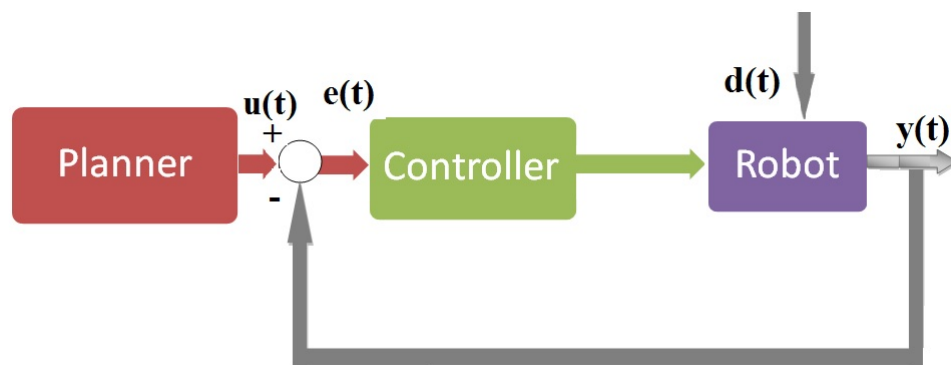 u(t)
e(t)
d(t)
y(t)
+
Planner
Controller
Robot
-